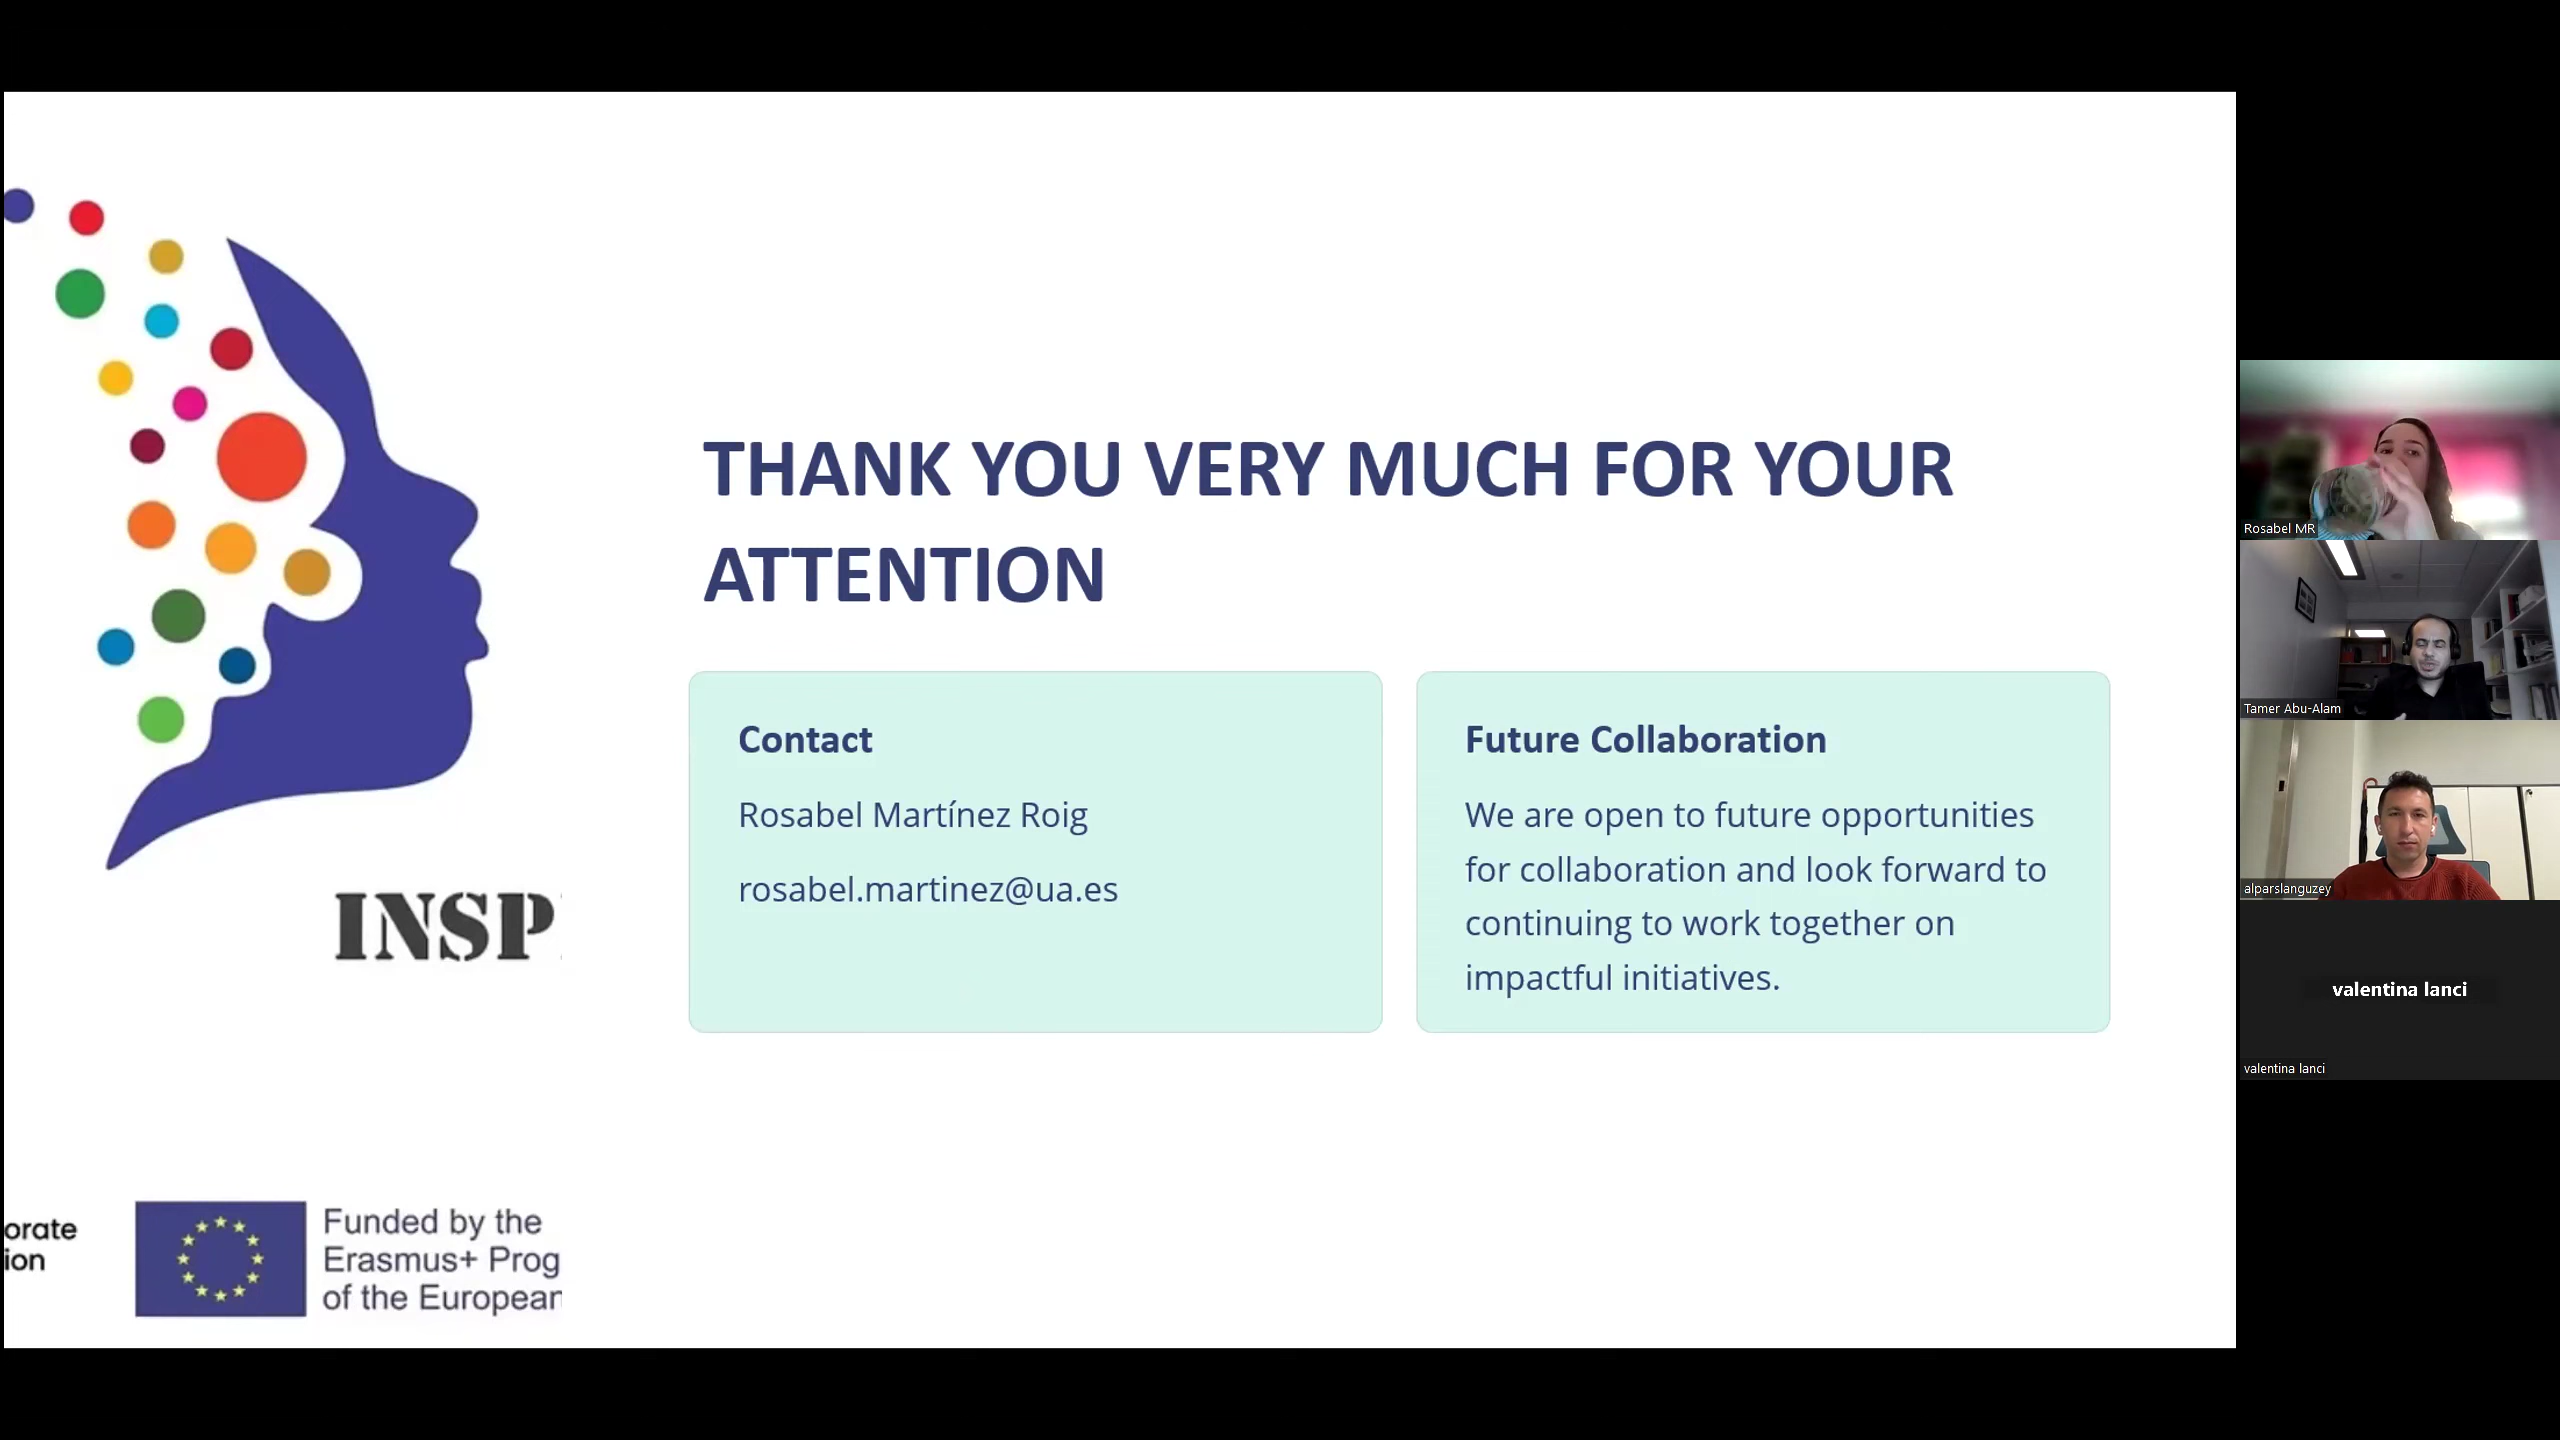 THANK YOU VERY MUCH FOR YOUR
ATTENTION
Contact
Rosabel Martínez Roig
rosabel.martinez@ua.es
Future Collaboration
We are open to future opportunities
for collaboration and look forward to
continuing to work together on
impactful initiatives.
INSP
orate
ion
Funded by the
Erasmus+ Prog
of the European
Rosabel MR
Tamer Abu-Alam
alparslanguzey
valentina lanci
valentina lanci